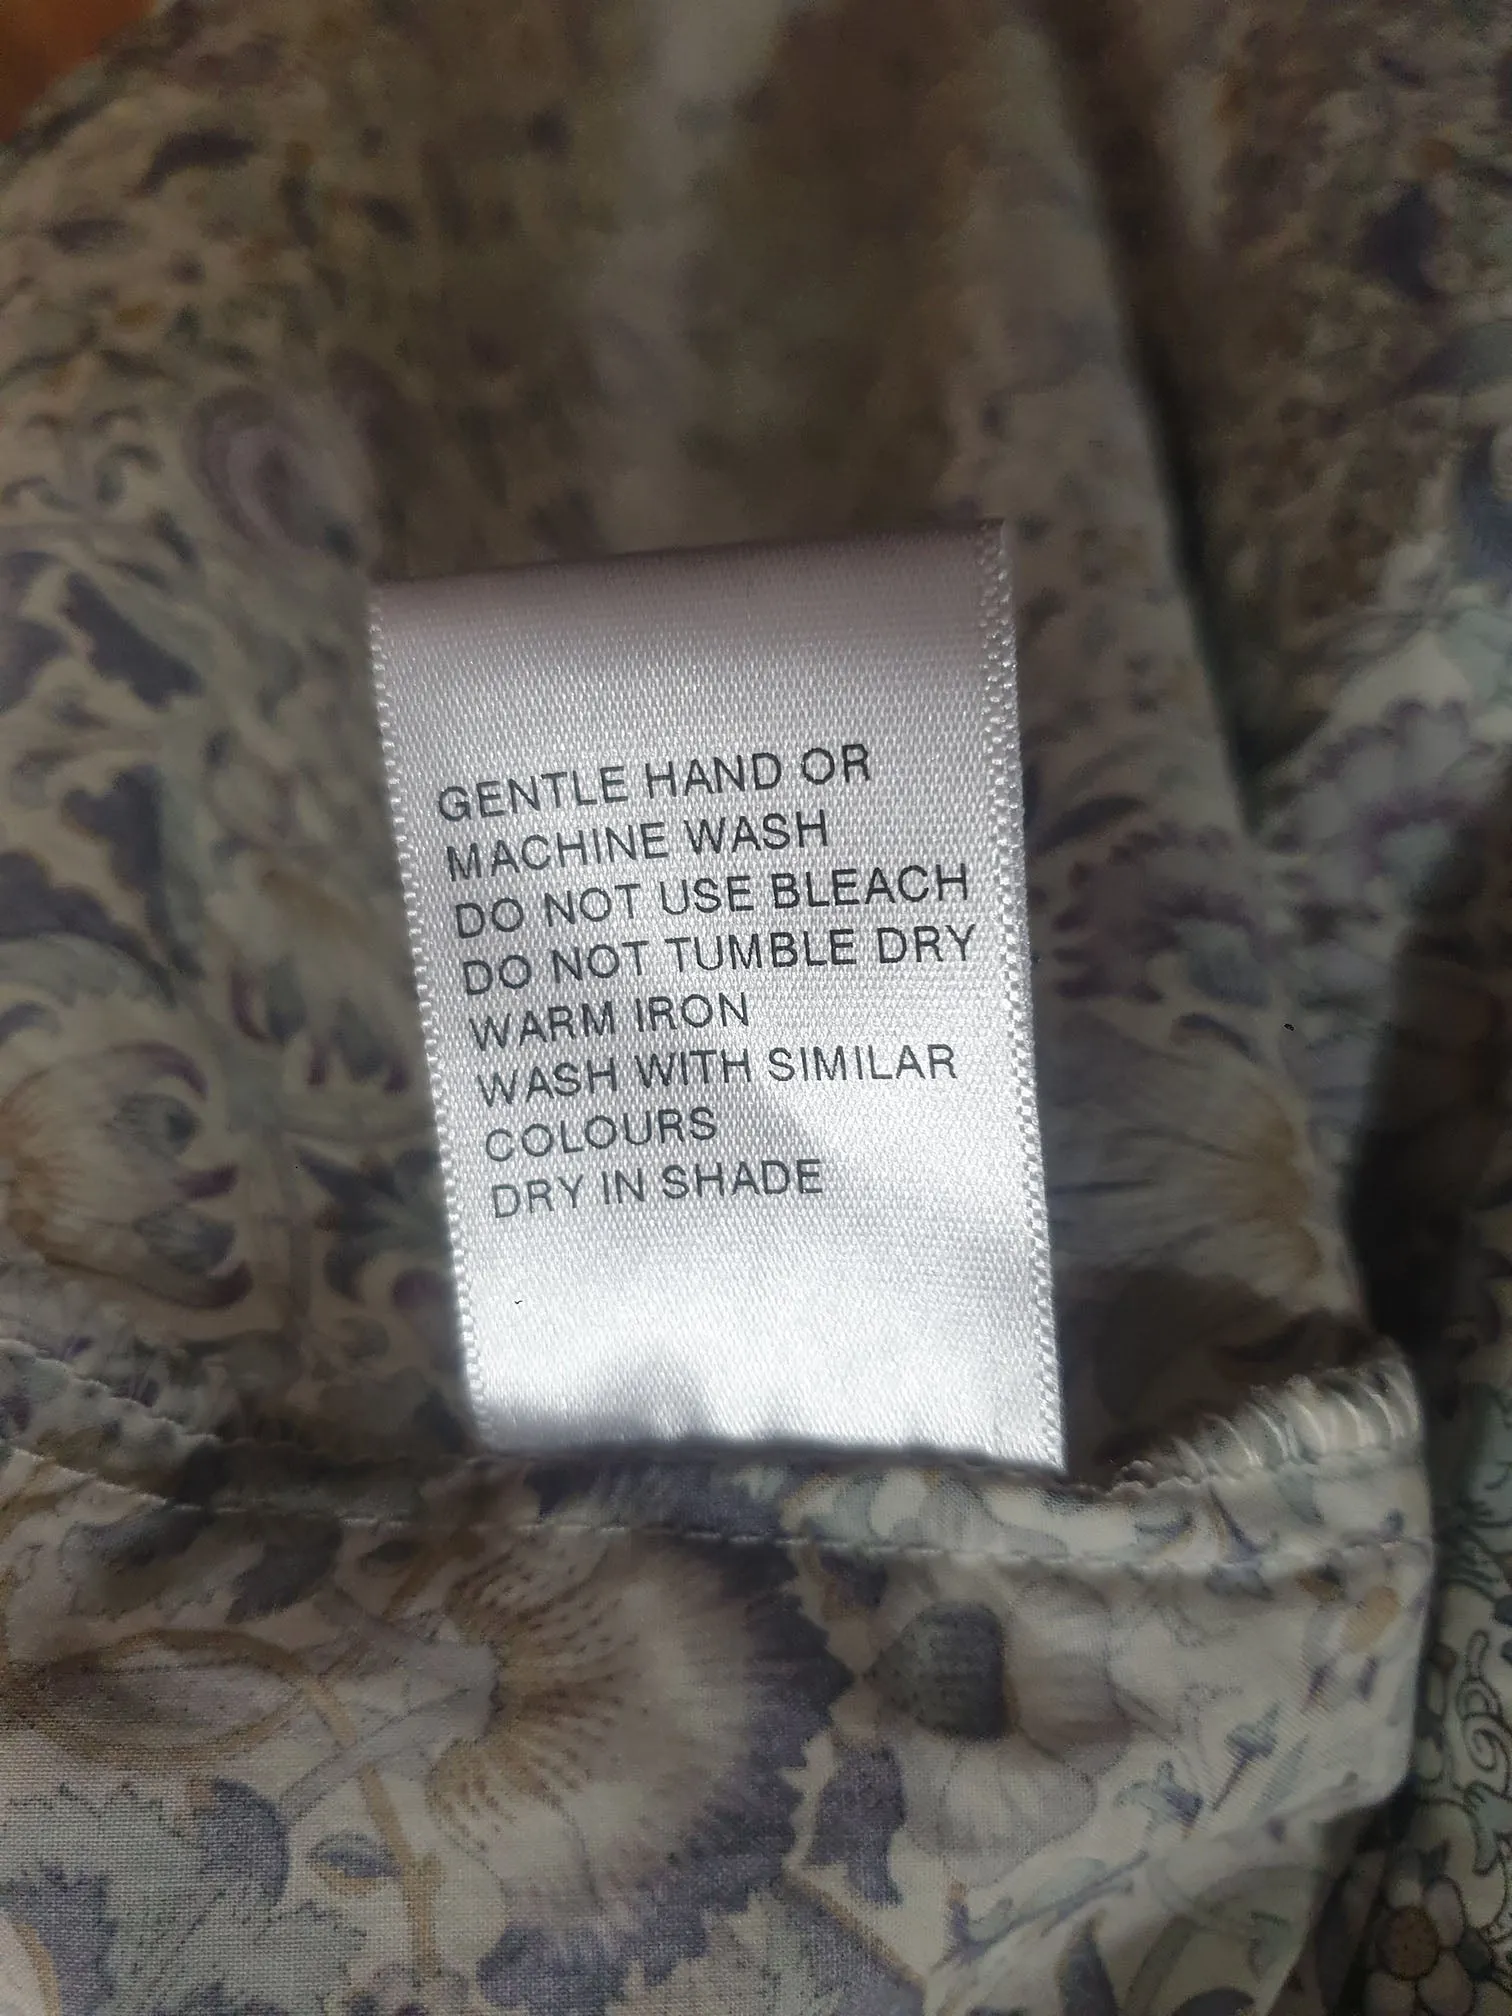 GENTLE HAND OR
MACHINE WASH
DO NOT USE BLEACH
DO NOT TUMBLE DRY
WARM IRON
WASH WITH SIMILAR
COLOURS
DRY IN SHADE